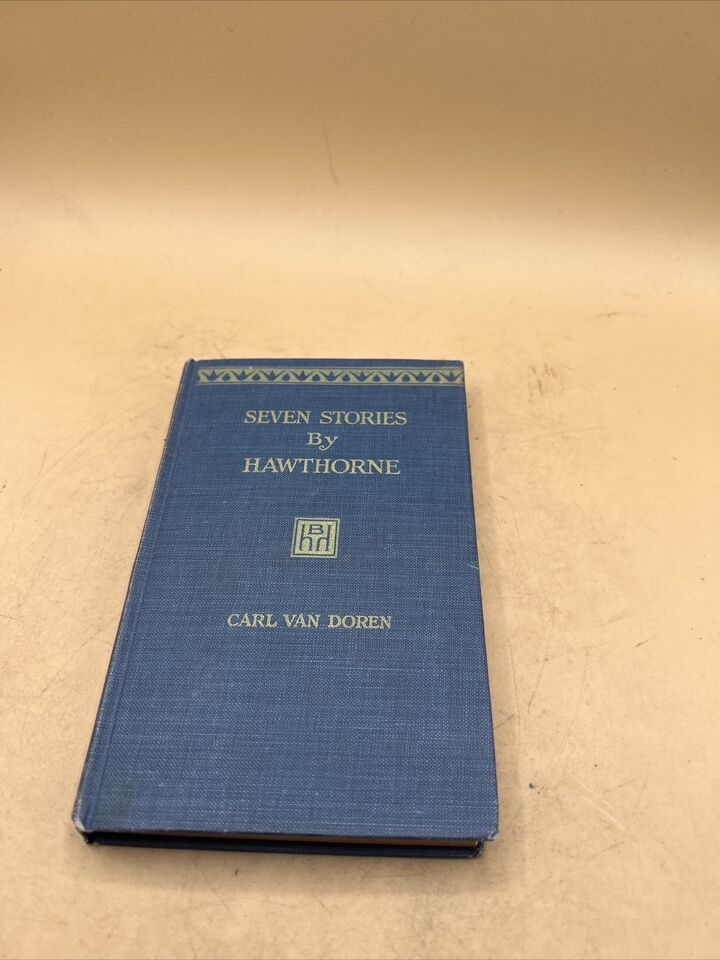 SEVEN STORIES
By
HAWTHORNE
B
CARL VAN DOREN